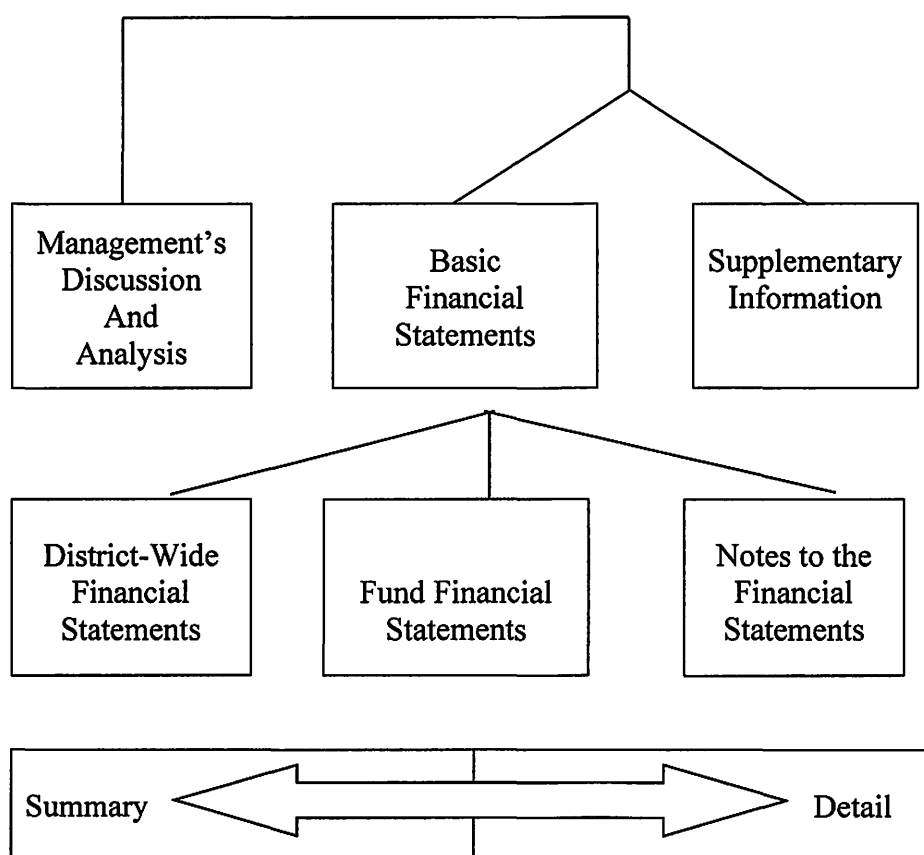 Management's
Discussion
And
Analysis
Basic
Financial
Statements
Supplementary
Information
District-Wide
Financial
Statements
Fund Financial
Statements
Notes to the
Financial
Statements
Summary
Detail